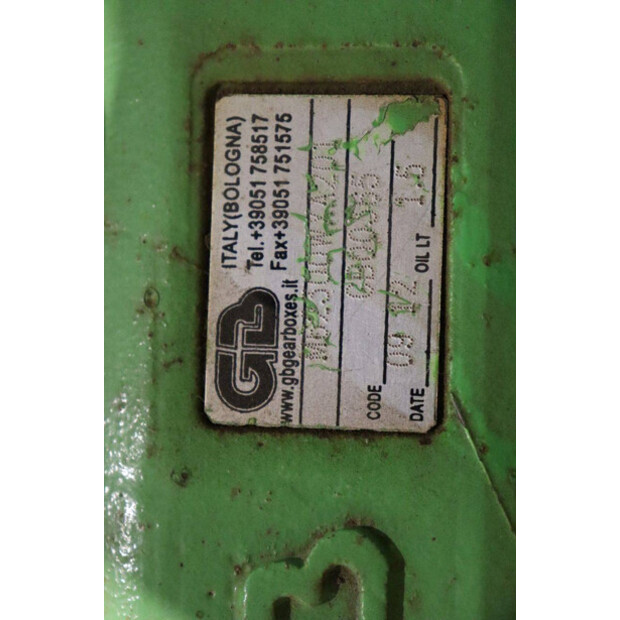 GB
ITALY(BOLOGNA)
Tel.+39051 758517
Fax+39051 751575
www.gbgearboxes.it
CODE
DATE 09 12 OIL LT 1.5
B